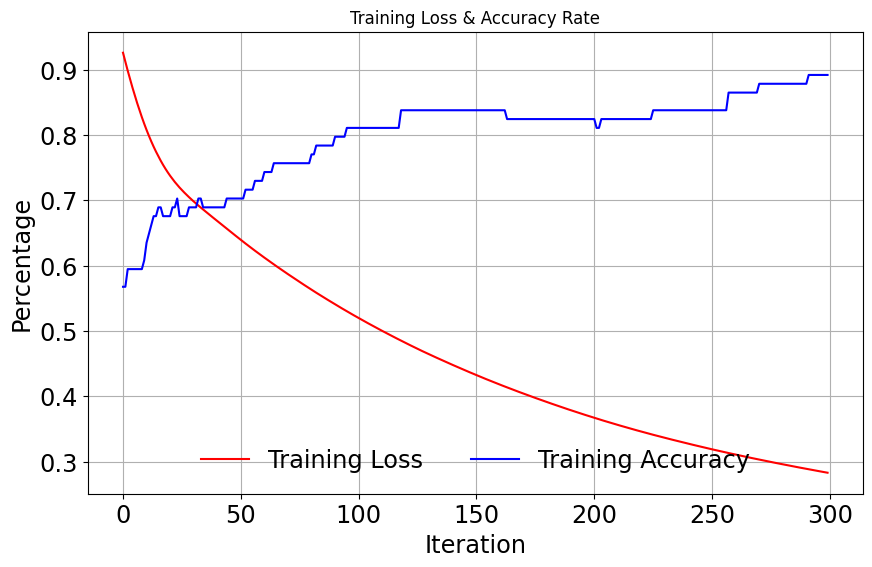 Training Loss & Accuracy Rate
0.9
0.8
0.7
0.6
0.5
0.4
0.3
Percentage
Training Loss Training Accuracy
0 50 100 150 200 250 300
Iteration